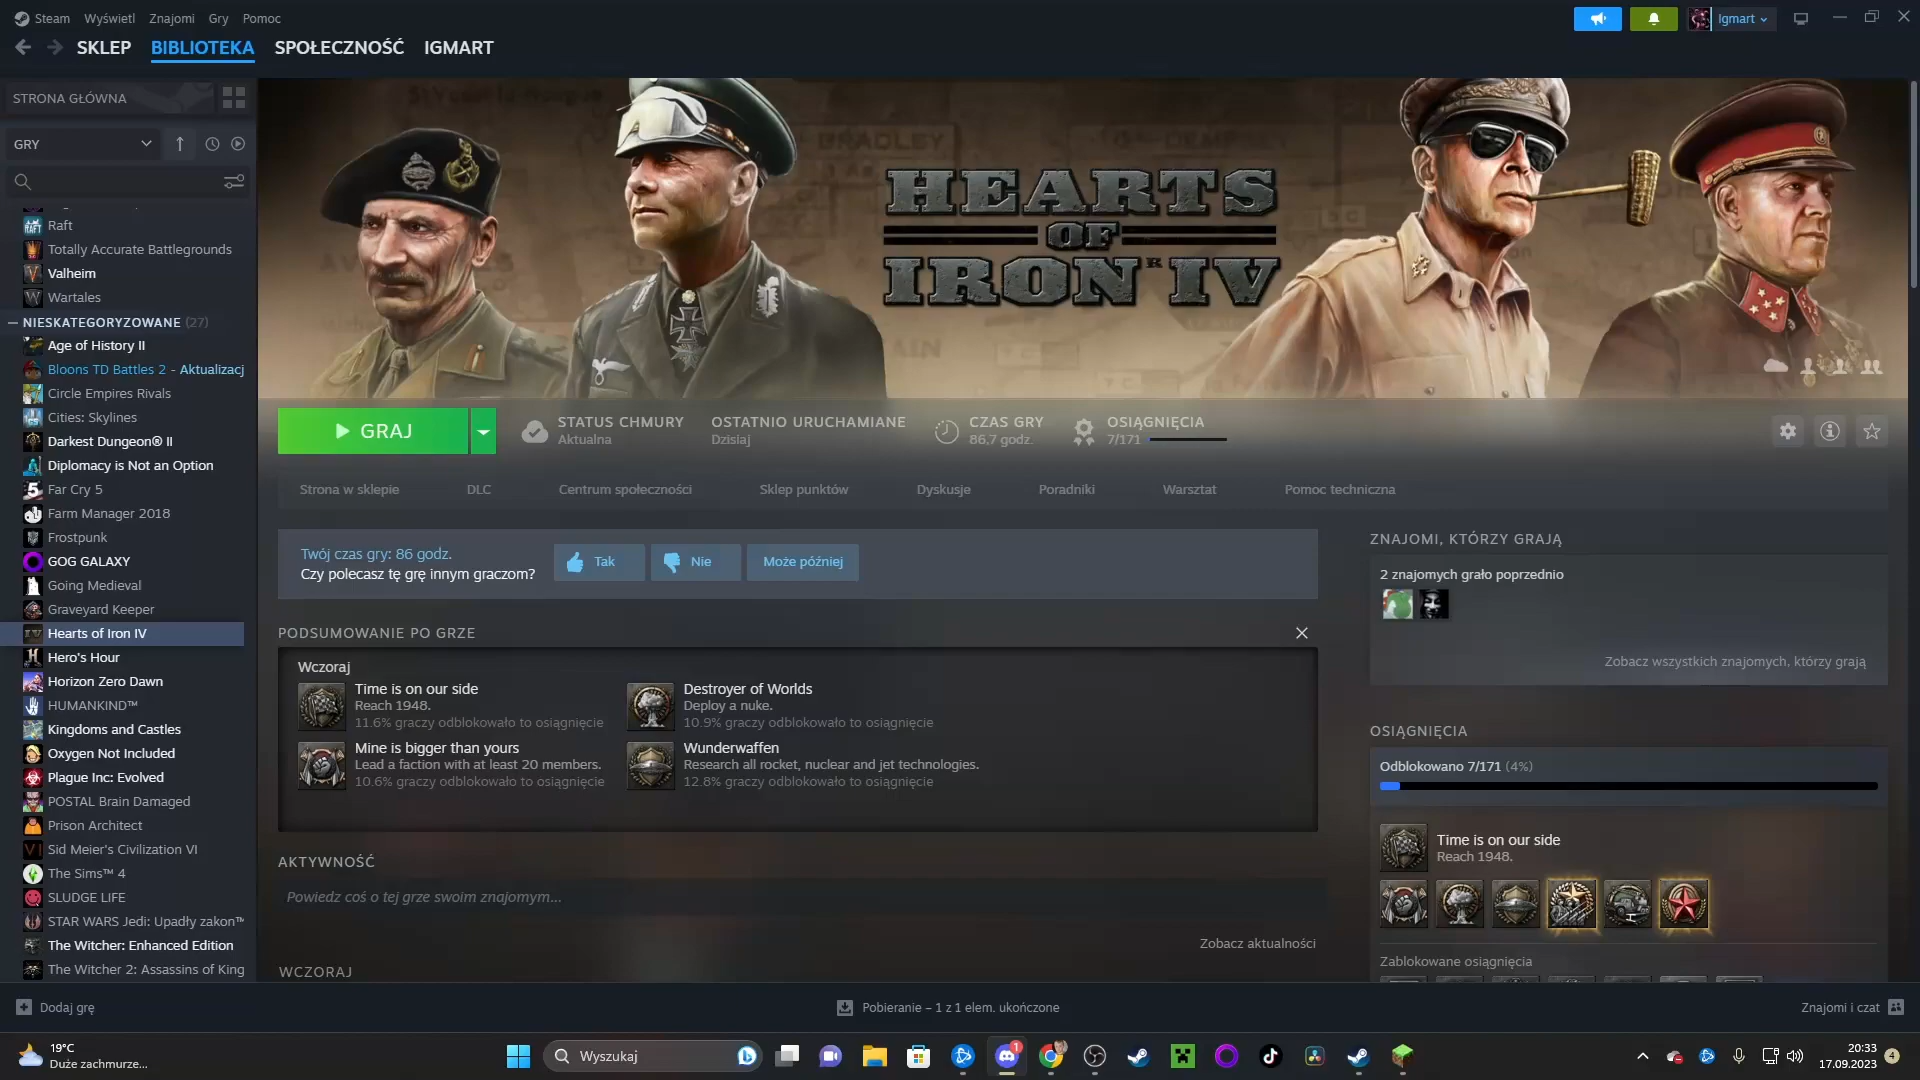 Steam Wyświetl Znajomi Gry Pomoc
Igmart
SKLEP BIBLIOTEKA SPOŁECZNOŚĆ IGMART
STRONA GŁÓWNA
GRY
Raft
Totally Accurate Battlegrounds
Valheim
Wartales
— NIESKATEGORYZOWANE (27)
Age of History II
Bloons TD Battles 2 - Aktualizacj
Circle Empires Rivals
Cities: Skylines
Darkest Dungeon® II
Diplomacy is Not an Option
Far Cry 5
Farm Manager 2018
Frostpunk
GOG GALAXY
Going Medieval
Graveyard Keeper
Hearts of Iron IV
Hero's Hour
Horizon Zero Dawn
HUMANKIND™
Kingdoms and Castles
Oxygen Not Included
Plague Inc: Evolved
POSTAL Brain Damaged
Prison Architect
Sid Meier's Civilization VI
The Sims™ 4
SLUDGE LIFE
STAR WARS Jedi: Upadły zakon™
The Witcher: Enhanced Edition
The Witcher 2: Assassins of King
HEARTS
OF
IRON IV
GRAJ
STATUS CHMURY
Aktualna
OSTATNIO URUCHAMIANE
Dzisiaj
CZAS GRY
86,7 godz.
OSIĄGNIĘCIA
7/171
Strona w sklepie DLC Centrum społeczności Sklep punktów Dyskusje Poradniki Warsztat Pomoc techniczna
Twój czas gry: 86 godz.
Czy polecasz tę grę innym graczom?
Tak Nie Może później
PODSUMOWANIE PO GRZE
Wczoraj
Time is on our side
Reach 1948.
11.6% graczy odblokowało to osiągnięcie
Destroyer of Worlds
Deploy a nuke.
10.9% graczy odblokowało to osiągnięcie
Mine is bigger than yours
Lead a faction with at least 20 members.
10.6% graczy odblokowało to osiągnięcie
Wunderwaffen
Research all rocket, nuclear and jet technologies.
12.8% graczy odblokowało to osiągnięcie
AKTYWNOŚĆ
Powiedz coś o tej grze swoim znajomym...
Zobacz aktualności
WCZORAJ
ZNAJOMI, KTÓRZY GRAJĄ
2 znajomych grało poprzednio
Zobacz wszystkich znajomych, którzy grają
OSIĄGNIĘCIA
Odblokowano 7/171 (4%)
Time is on our side
Reach 1948.
Zablokowane osiągnięcia
Dodaj grę
Pobieranie – 1 z 1 elem. ukończone
Znajomi i czat
19°C
Duże zachmurze...
Wyszukaj
1
20:33
17.09.2023
4